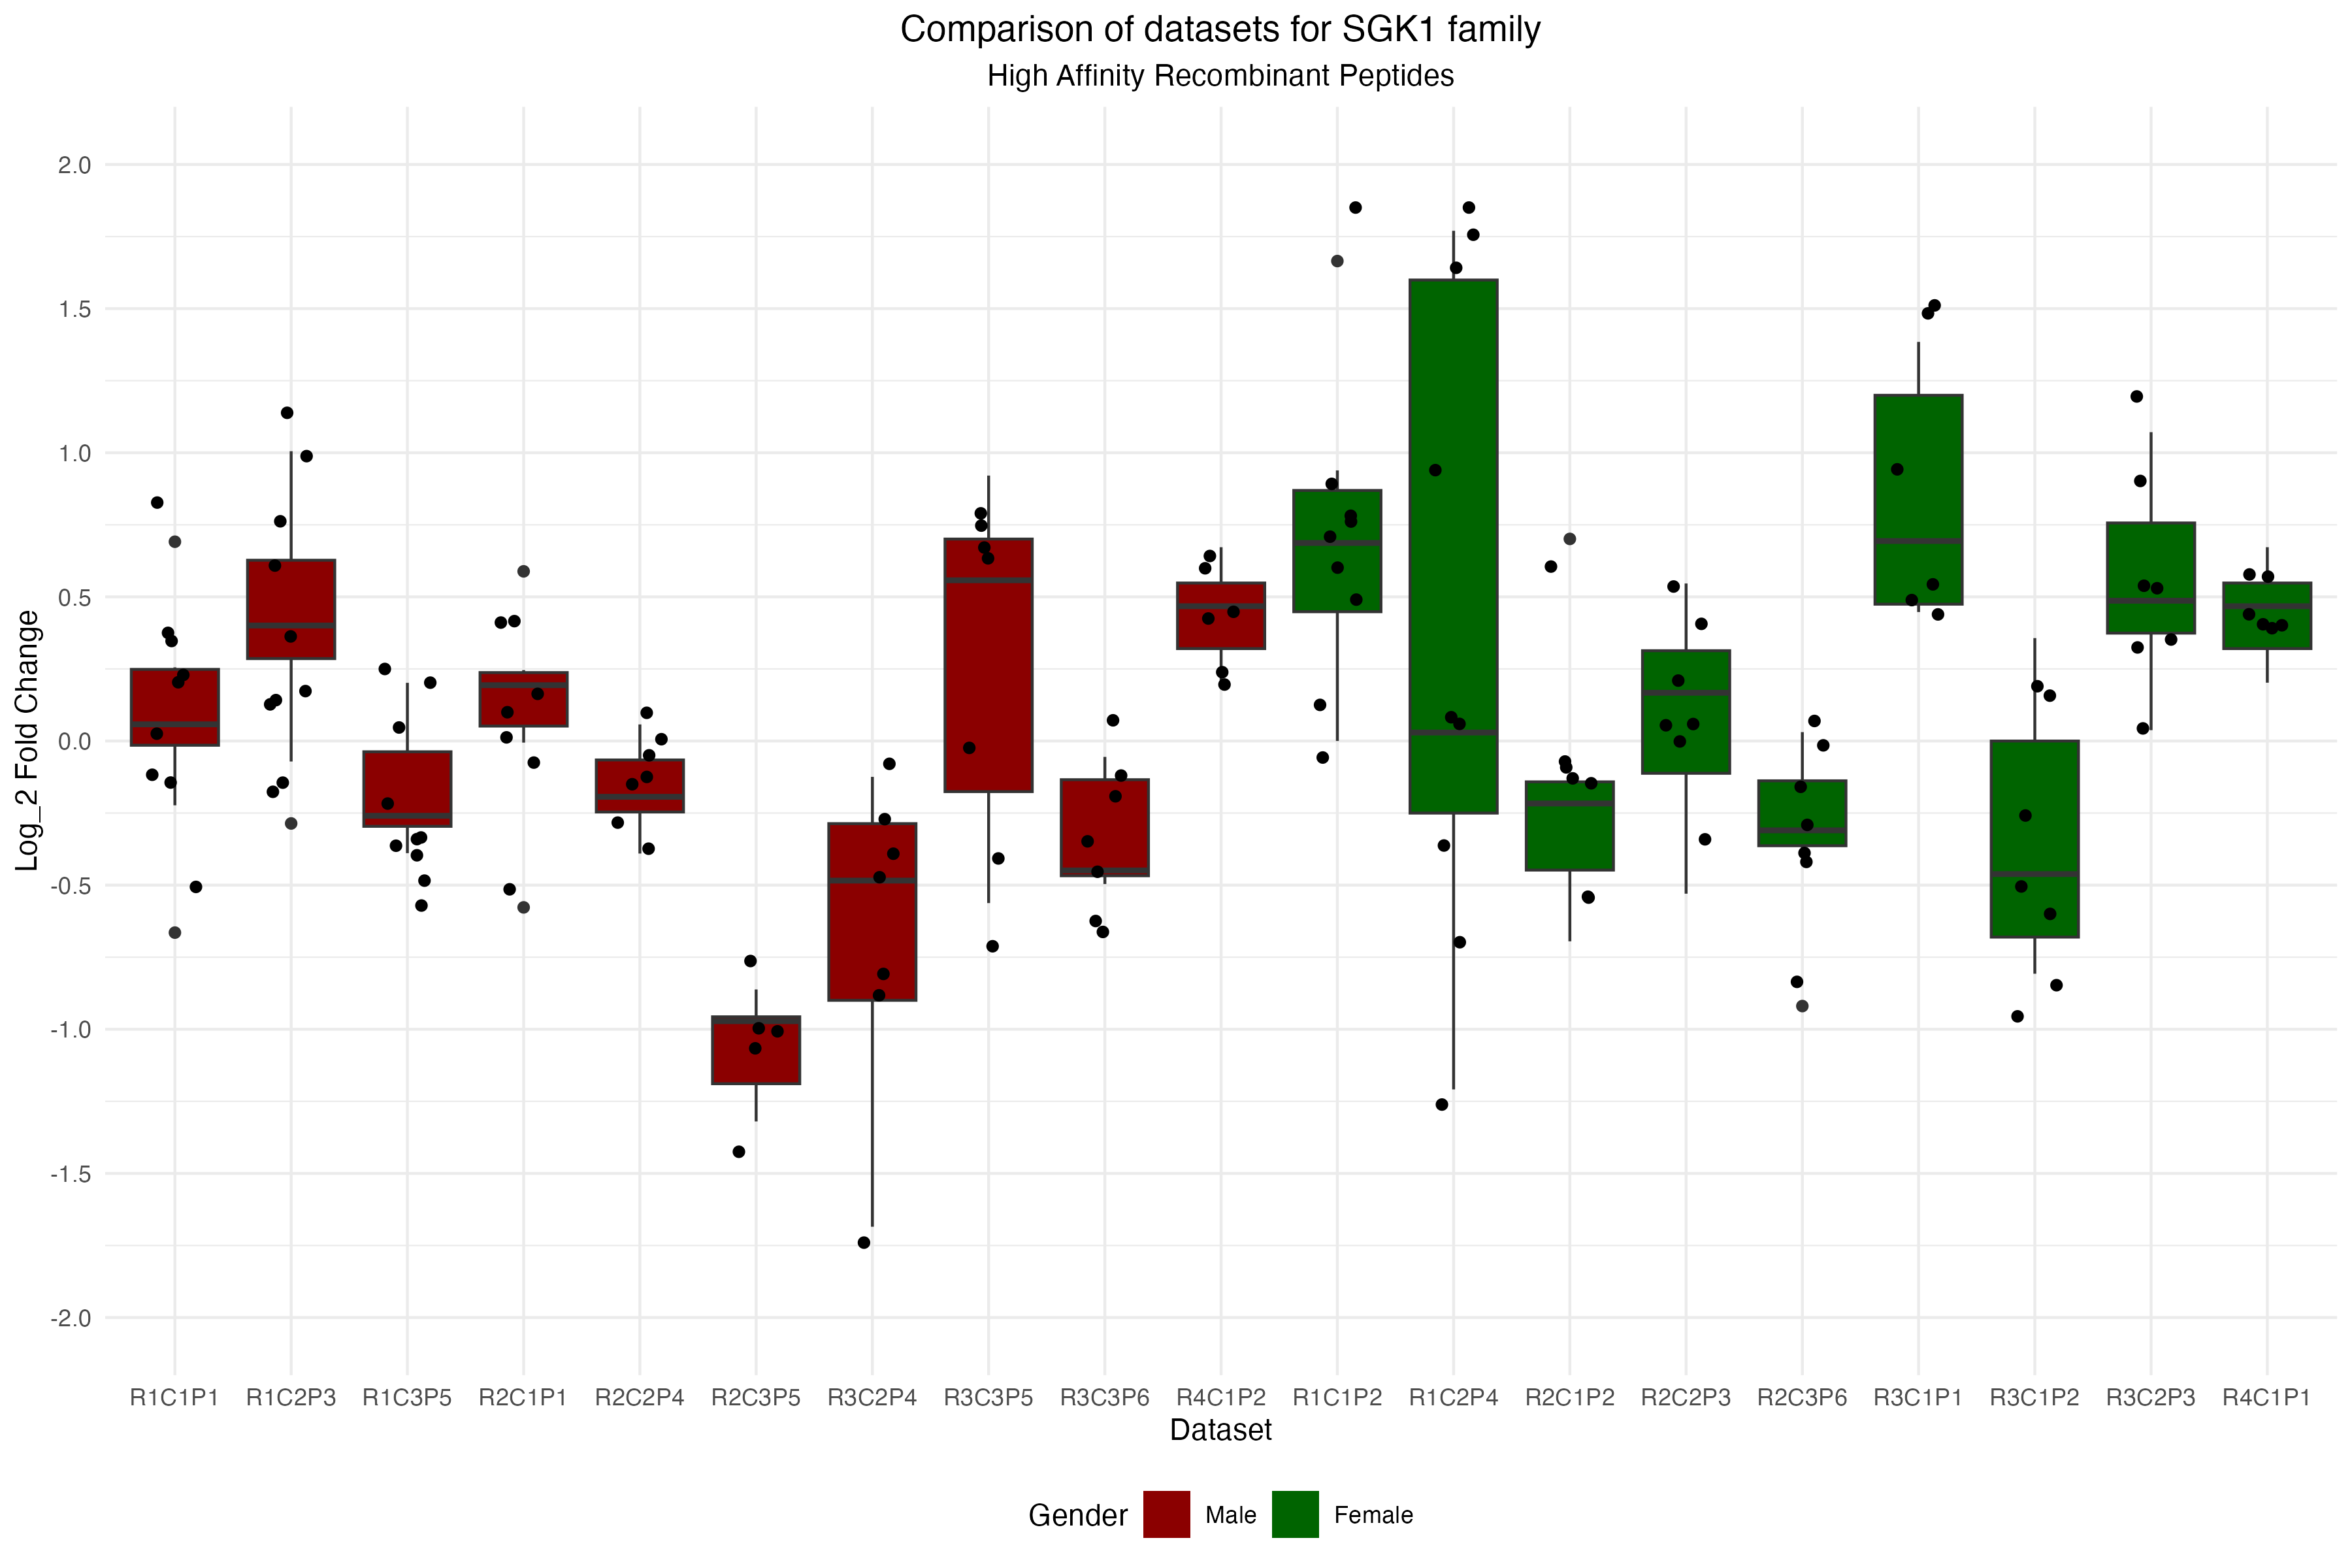 Comparison of datasets for SGK1 family
High Affinity Recombinant Peptides
Log_2 Fold Change
2.0
1.5
1.0
0.5
0.0
-0.5
-1.0
-1.5
-2.0
R1C1P1 R1C2P3 R1C3P5 R2C1P1 R2C2P4 R2C3P5 R3C2P4 R3C3P5 R3C3P6 R4C1P2 R1C1P2 R1C2P4 R2C1P2 R2C2P3 R2C3P6 R3C1P1 R3C1P2 R3C2P3 R4C1P1
Dataset
Gender Male Female